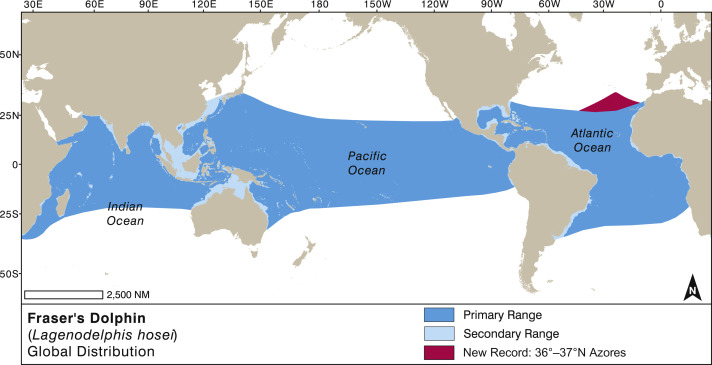 30E 60E 90E 120E 150E 180 150W 120W 90W 60W 30W 0
50N
25N
0
25S
50S
Pacific
Ocean
Atlantic
Ocean
Indian
Ocean
2,500 NM
N
Fraser's Dolphin
(Lagenodelphis hosei)
Global Distribution
Primary Range
Secondary Range
New Record: 36°–37°N Azores